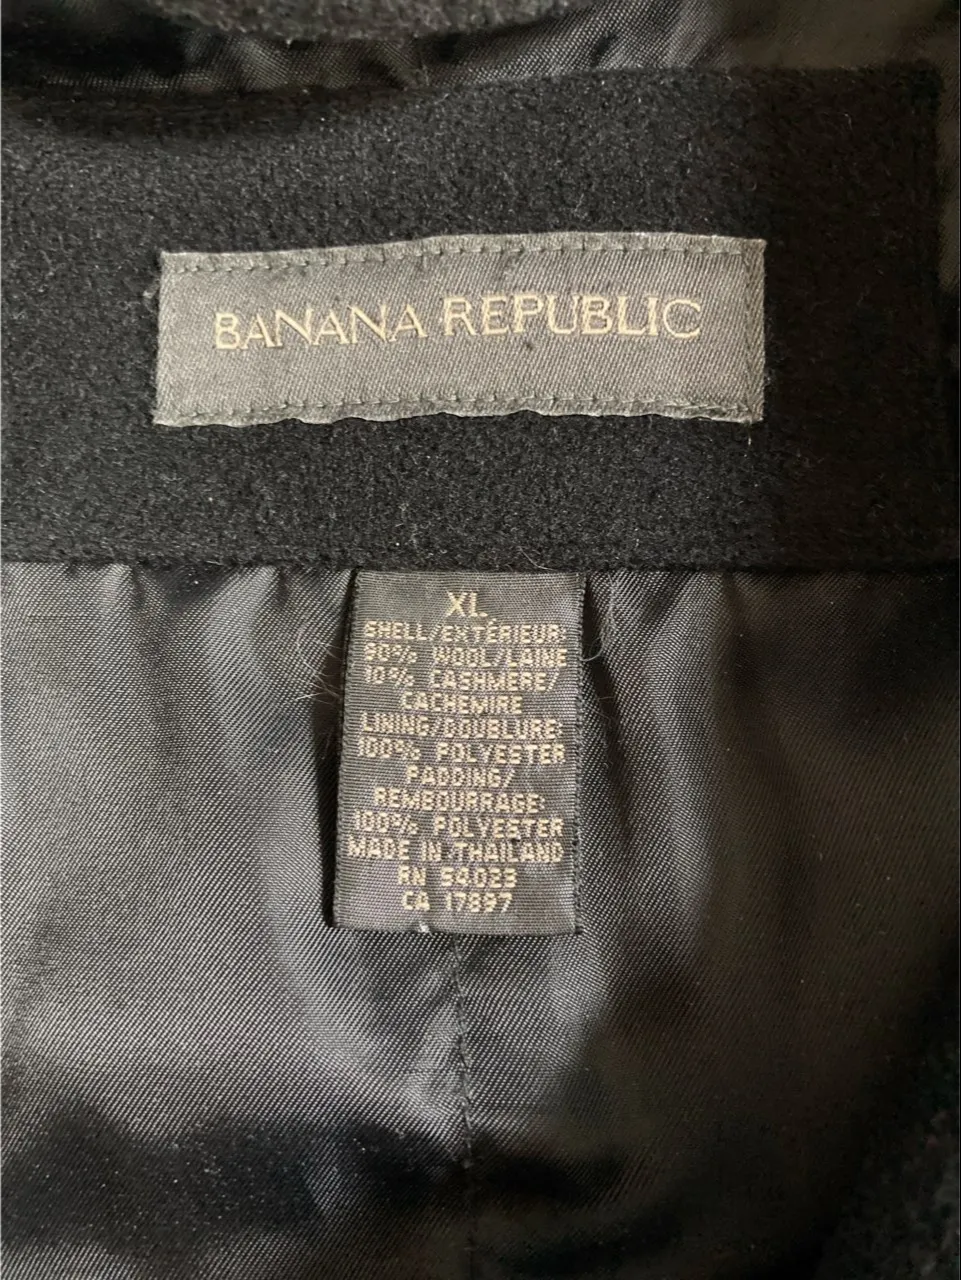 BANANA REPUBLIC
XL
SHELL/EXTÉRIEUR:
90% WOOL/LAINE
10% CASHMERE/
CACHEMIRE
LINING/DOUBLURE:
100% POLYESTER
PADDING/
REMBOURRAGE:
100% POLYESTER
MADE IN THAILAND
RN 54023
CA 17897